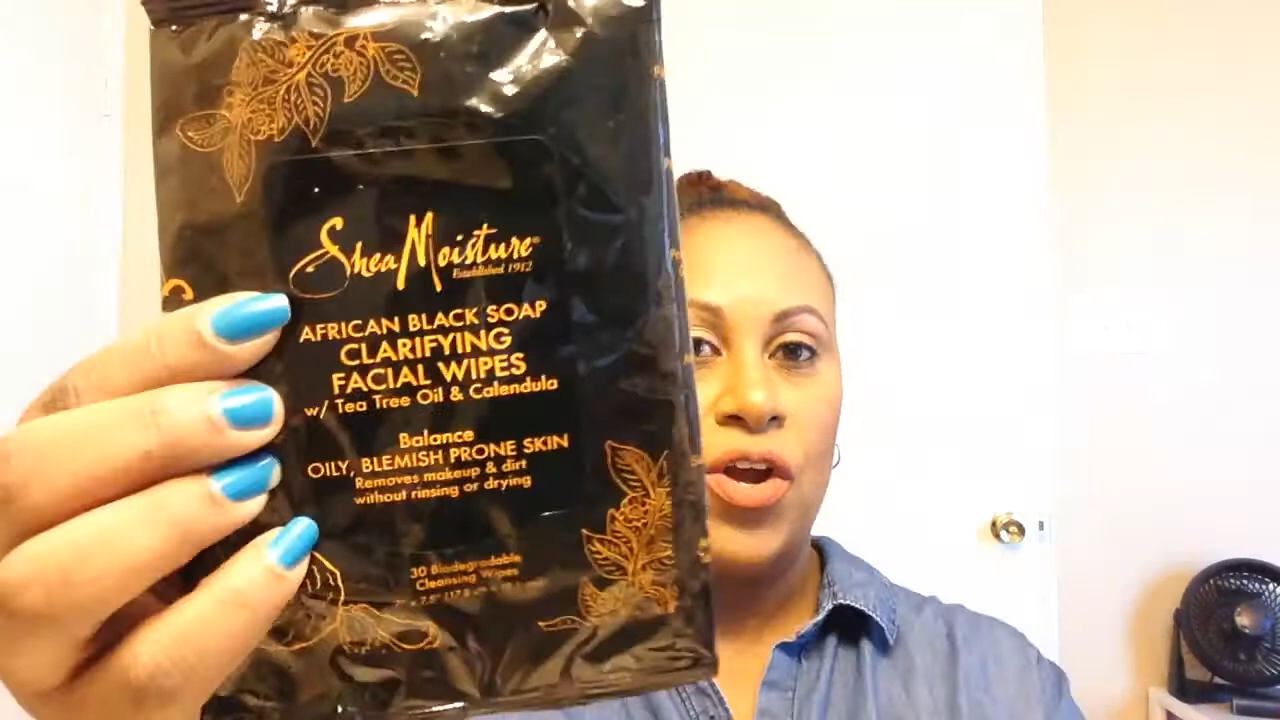 SheaMoisture®
Established 1912
AFRICAN BLACK SOAP
CLARIFYING
FACIAL WIPES
w/ Tea Tree Oil & Calendula
Balance
OILY, BLEMISH PRONE SKIN
Removes makeup & dirt
without rinsing or drying
30 Biodegradable
Cleansing Wipes